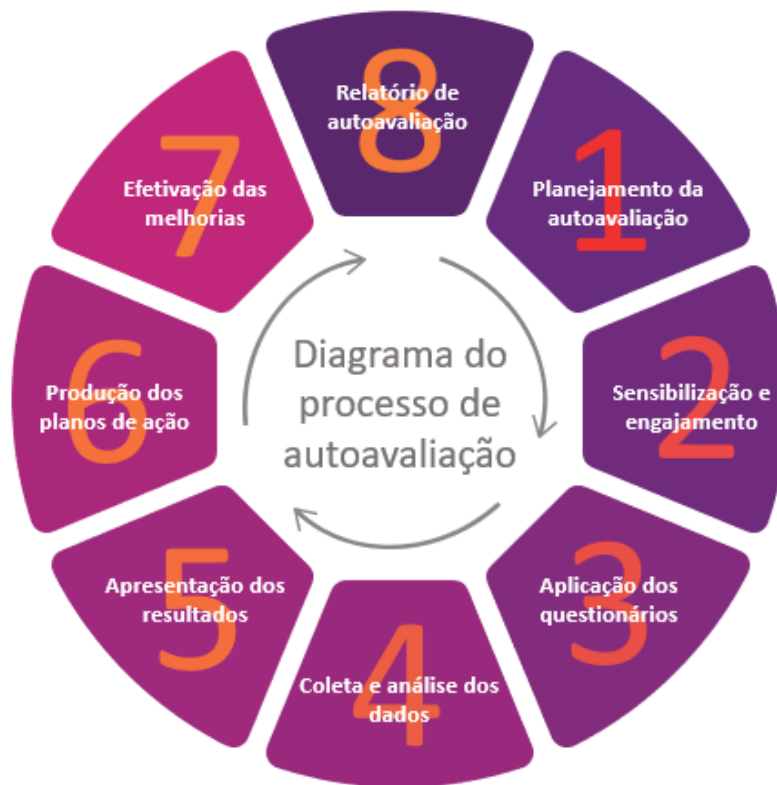 Diagrama do
processo de
autoavaliação
1
Planejamento da
autoavaliação
2
Sensibilização e
engajamento
3
Aplicação dos
questionários
4
Coleta e análise dos
dados
5
Apresentação dos
resultados
6
Produção dos
planos de ação
7
Efetivação das
melhorias
8
Relatório de
autoavaliação